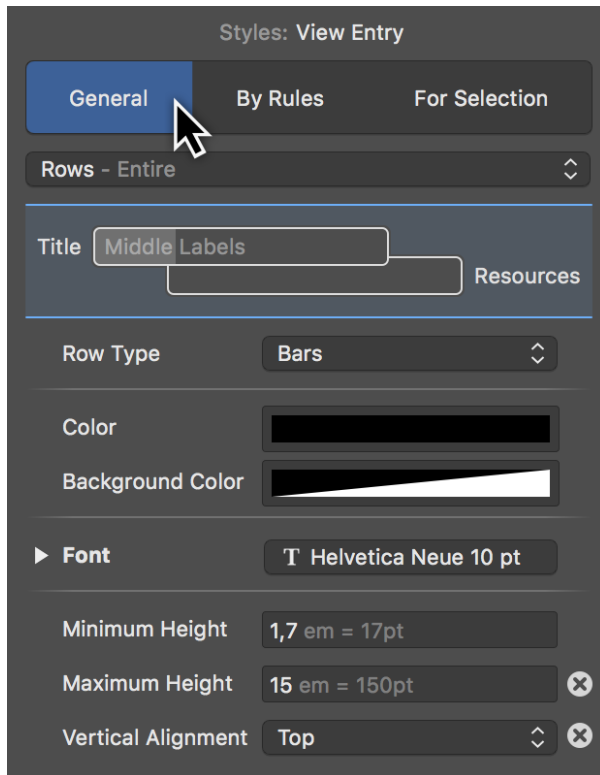 Styles: View Entry
General By Rules For Selection
Rows - Entire
Title Middle Labels
Resources
Row Type Bars
Color
Background Color
Font T Helvetica Neue 10 pt
Minimum Height 1,7 em = 17pt
Maximum Height 15 em = 150pt
Vertical Alignment Top